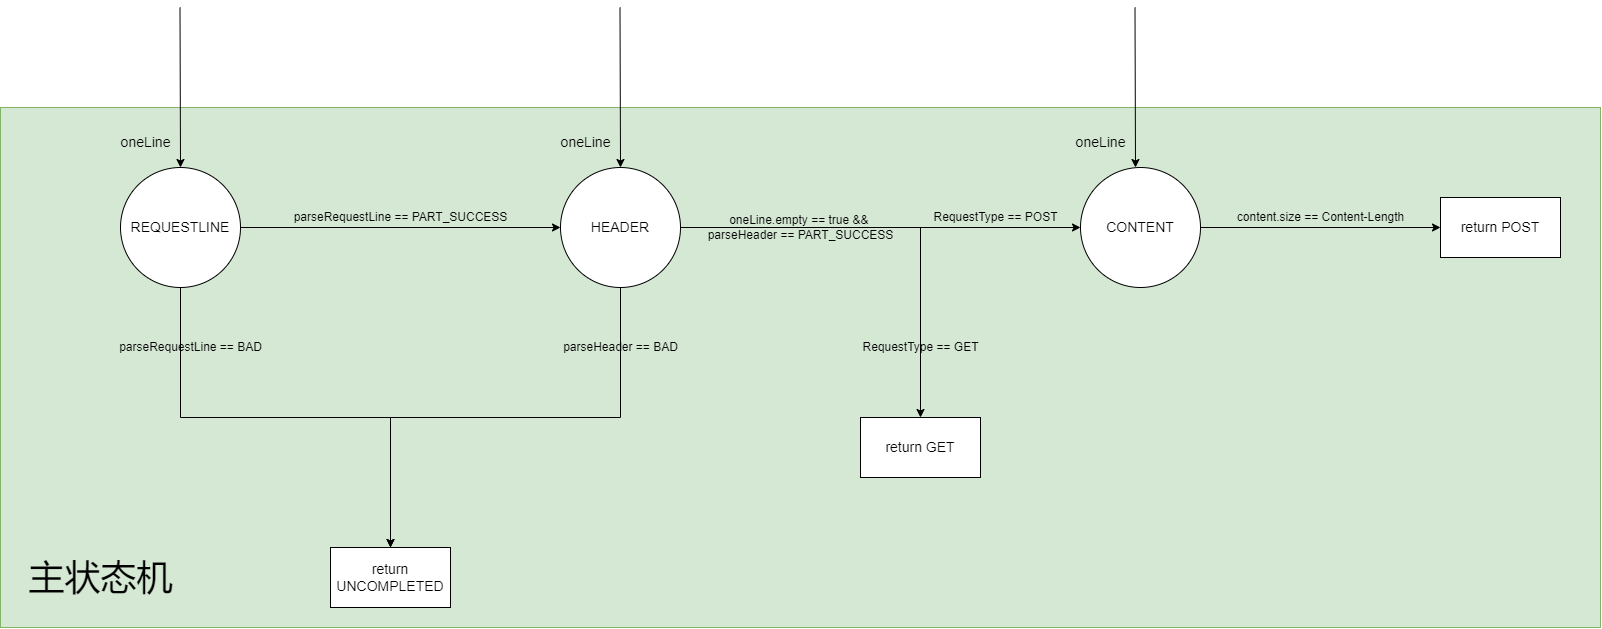 oneLine
oneLine
oneLine
REQUESTLINE
parseRequestLine == PART_SUCCESS
HEADER
oneLine.empty == true &&
parseHeader == PART_SUCCESS
RequestType == POST
CONTENT
content.size == Content-Length
return POST
parseRequestLine == BAD
parseHeader == BAD
RequestType == GET
return GET
return
UNCOMPLETED
主状态机